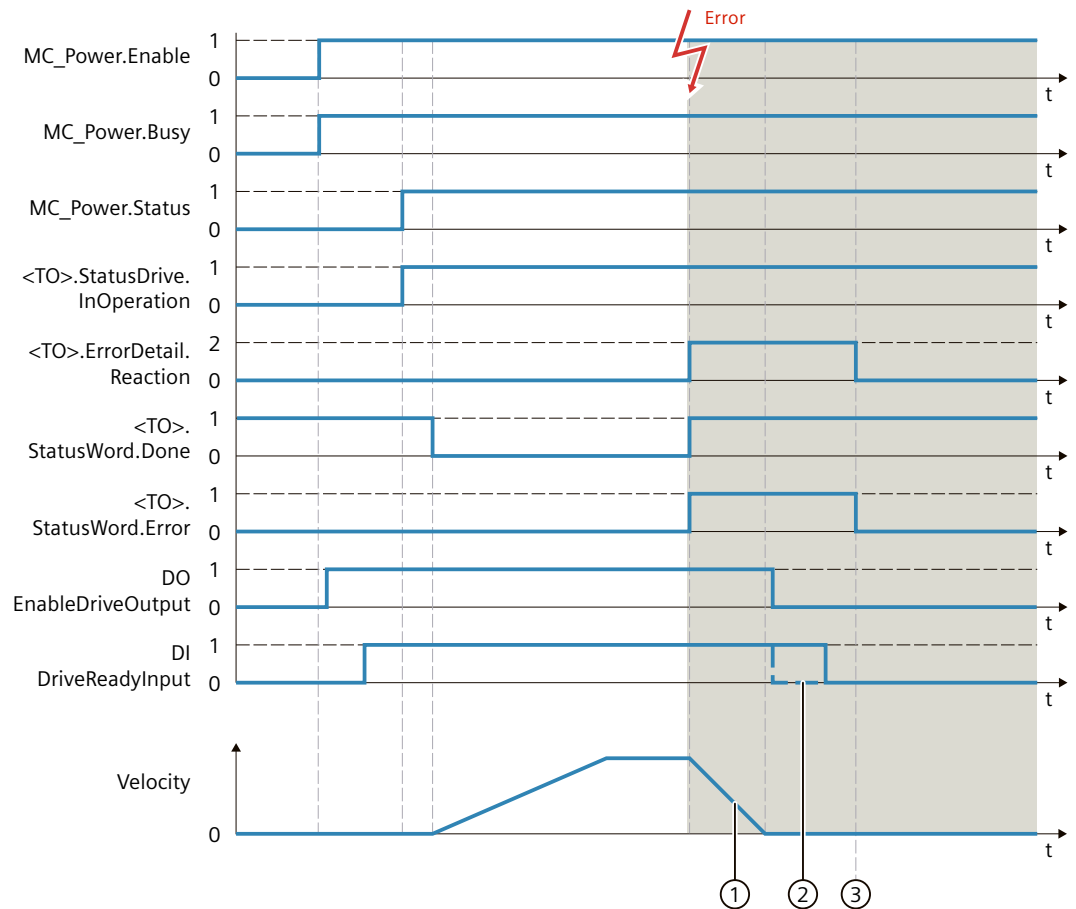 Error
MC_Power.Enable
1
0
t
MC_Power.Busy
1
0
t
MC_Power.Status
1
0
t
<TO>.StatusDrive.
InOperation
1
0
t
<TO>.ErrorDetail.
Reaction
2
0
t
<TO>.
StatusWord.Done
1
0
t
<TO>.
StatusWord.Error
1
0
t
DO
EnableDriveOutput
1
0
t
DI
DriveReadyInput
1
0
t
Velocity
0
t
1 2 3